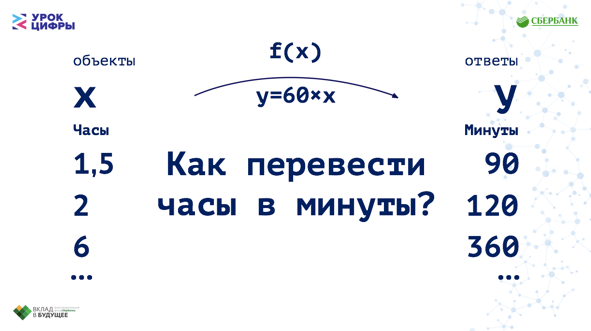 УРОК
ЦИФРЫ
СБЕРБАНК
f(x)
объекты
ответы
x
y=60×x
y
Часы
Минуты
1,5
Как перевести
90
2
часы в минуты?
120
6
360
...
...
ВКЛАД
В БУДУЩЕЕ